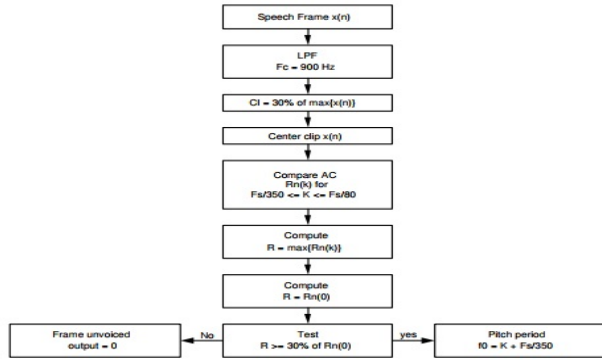 Speech Frame x(n)
LPF
Fc = 900 Hz
Cl = 30% of max{x(n)}
Center clip x(n)
Compare AC
Rn(k) for
Fs/350 <= K <= Fs/80
Compute
R = max{Rn(k)}
Compute
R = Rn(0)
Frame unvoiced
output = 0
No
Test
R >= 30% of Rn(0)
yes
Pitch period
f0 = K + Fs/350